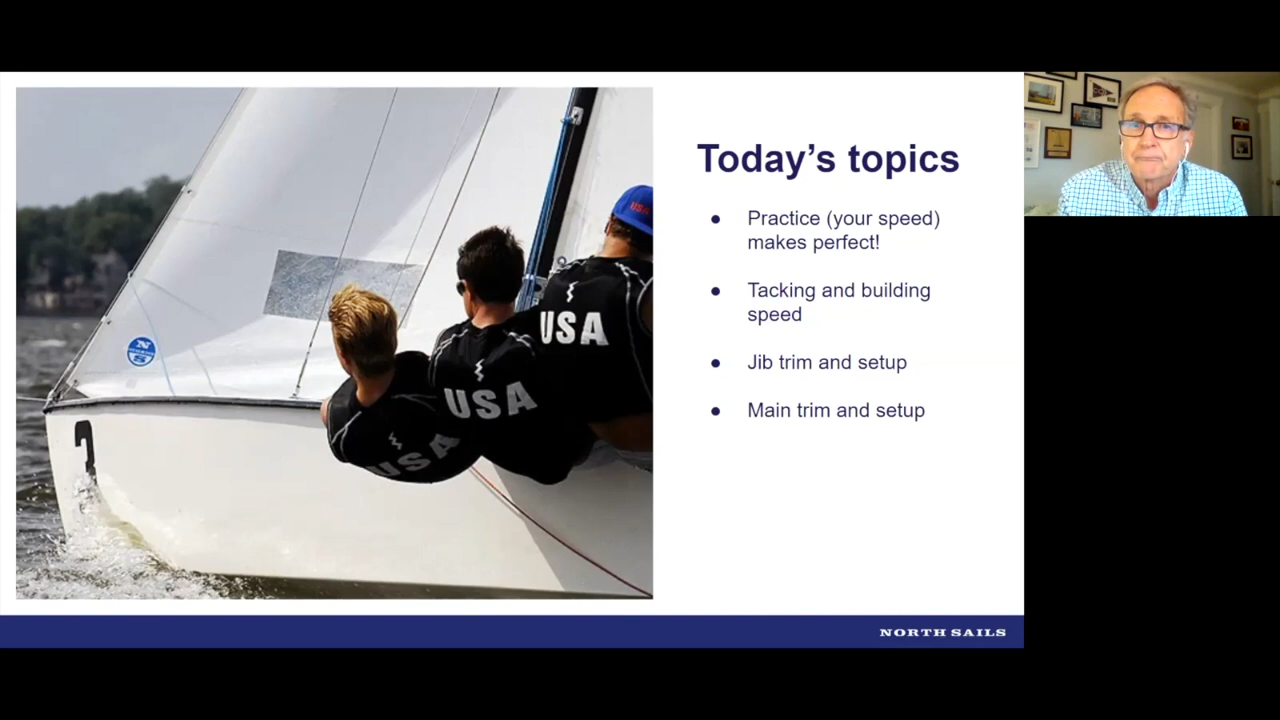 Today's topics
● Practice (your speed)
makes perfect!
● Tacking and building
speed
● Jib trim and setup
● Main trim and setup
USA
USA
USA
USA
N
S
NORTH SAILS